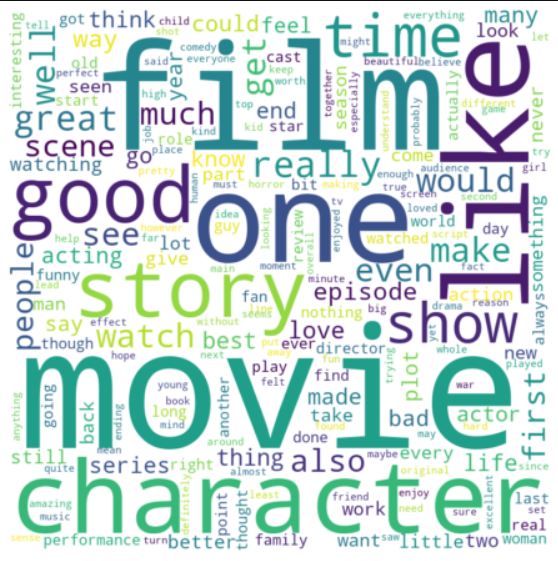 film
one
movie
like
character
good
story
time
show
really
great
well
scene
much
get
see
watch
also
make
even
would
people
first
think
way
could
feel
many
look
never
interesting
got
child
tell
shot
old
seen
start
watching
comedy
said
everyone
perfect
high
year
job
kind
place
go
role
cast
keep
worth
end
star
top
kid
season
might
beautiful
believe
together
especially
everything
let
different
game
actually
probably
understand
try
girl
know
part
come
enough
audience
true
screen
second
pretty
human
must
horror
bit
making
tv
enjoyed
loved
world
script
day
something
always
idea
guy
looking
review
overall
watched
help
far
lot
however
acting
give
funny
main
moment
minute
fact
action
reason
drama
man
lead
effect
without
fan
line
seems
episode
nothing
big
yet
say
though
best
love
ever
director
put
away
fun
trying
whole
new
played
hope
next
play
felt
find
plot
war
anything
going
back
ending
young
book
mind
long
another
made
take
found
bad
hard
actor
may
mean
around
done
still
quite
series
right
thing
almost
maybe
every
original
life
since
amazing
music
definitely
point
thought
least
friend
work
enjoy
need
sure
excellent
last
set
real
sense
performance
turn
better
family
want
saw
little
two
woman